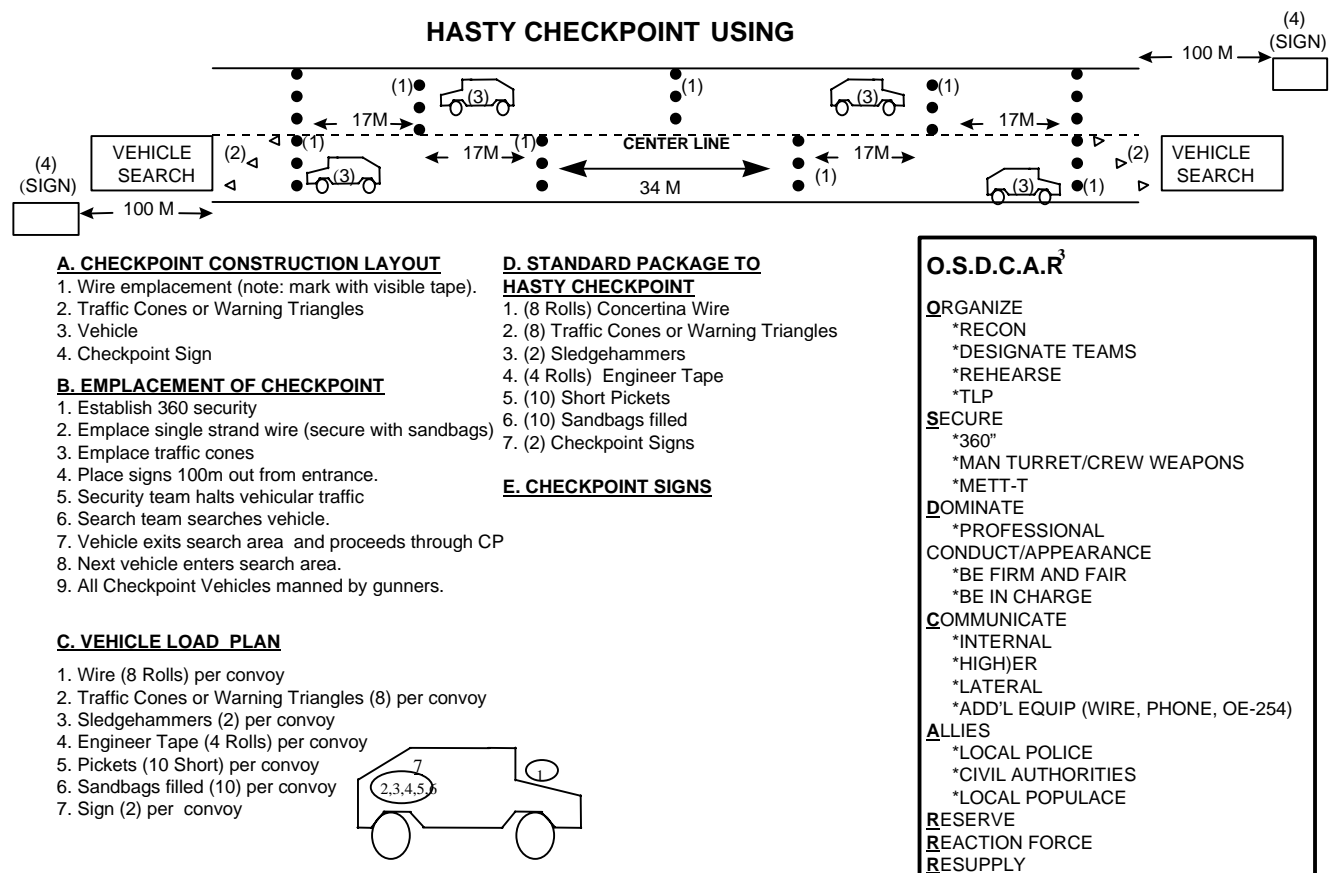 HASTY CHECKPOINT USING
(4)
(SIGN)
100 M
(1)
(3)
(1)
(3)
(1)
17M
17M
(4)
(SIGN)
VEHICLE
SEARCH
(2)
(1)
(3)
17M
(1)
CENTER LINE
34 M
17M
(1)
(3)
(1)
(2)
VEHICLE
SEARCH
100 M
A. CHECKPOINT CONSTRUCTION LAYOUT
1. Wire emplacement (note: mark with visible tape).
2. Traffic Cones or Warning Triangles
3. Vehicle
4. Checkpoint Sign
B. EMPLACEMENT OF CHECKPOINT
1. Establish 360 security
2. Emplace single strand wire (secure with sandbags)
3. Emplace traffic cones
4. Place signs 100m out from entrance.
5. Security team halts vehicular traffic
6. Search team searches vehicle.
7. Vehicle exits search area and proceeds through CP
8. Next vehicle enters search area.
9. All Checkpoint Vehicles manned by gunners.
C. VEHICLE LOAD PLAN
1. Wire (8 Rolls) per convoy
2. Traffic Cones or Warning Triangles (8) per convoy
3. Sledgehammers (2) per convoy
4. Engineer Tape (4 Rolls) per convoy
5. Pickets (10 Short) per convoy
6. Sandbags filled (10) per convoy
7. Sign (2) per convoy
7
2,3,4,5,6
1
D. STANDARD PACKAGE TO
HASTY CHECKPOINT
1. (8 Rolls) Concertina Wire
2. (8) Traffic Cones or Warning Triangles
3. (2) Sledgehammers
4. (4 Rolls) Engineer Tape
5. (10) Short Pickets
6. (10) Sandbags filled
7. (2) Checkpoint Signs
E. CHECKPOINT SIGNS
O.S.D.C.A.R3
ORGANIZE
*RECON
*DESIGNATE TEAMS
*REHEARSE
*TLP
SECURE
*360”
*MAN TURRET/CREW WEAPONS
*METT-T
DOMINATE
*PROFESSIONAL
CONDUCT/APPEARANCE
*BE FIRM AND FAIR
*BE IN CHARGE
COMMUNICATE
*INTERNAL
*HIGH)ER
*LATERAL
*ADD’L EQUIP (WIRE, PHONE, OE-254)
ALLIES
*LOCAL POLICE
*CIVIL AUTHORITIES
*LOCAL POPULACE
RESERVE
REACTION FORCE
RESUPPLY